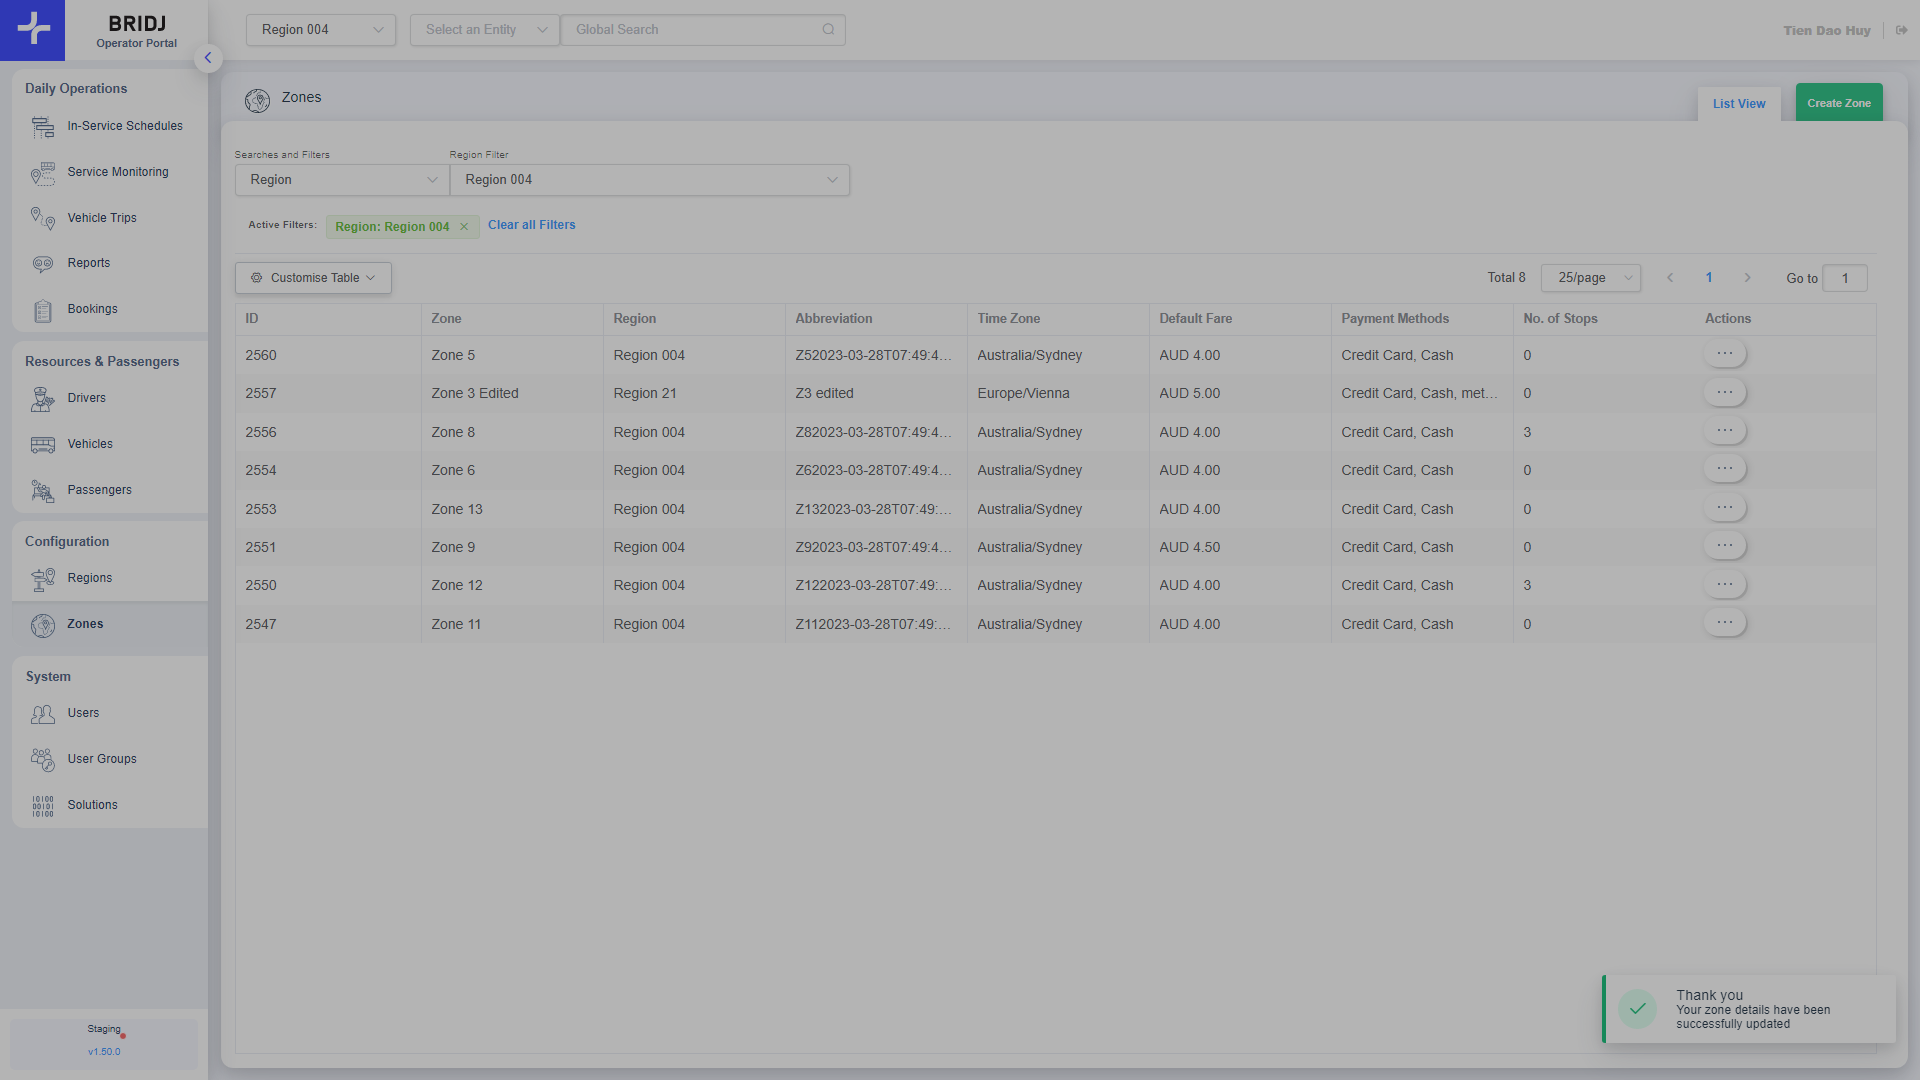 BRIDJ
Operator Portal
Region 004
Select an Entity
Global Search
Tien Dao Huy
Daily Operations
In-Service Schedules
Service Monitoring
Vehicle Trips
Reports
Bookings
Resources & Passengers
Drivers
Vehicles
Passengers
Configuration
Regions
Zones
System
Users
User Groups
Solutions
Staging
v1.50.0
Zones
List View
Create Zone
Searches and Filters
Region Filter
Region
Region 004
Active Filters:
Region: Region 004
Clear all Filters
Customise Table
Total 8
25/page
1
Go to
1
ID Zone Region Abbreviation Time Zone Default Fare Payment Methods No. of Stops Actions
2560 Zone 5 Region 004 Z52023-03-28T07:49:4... Australia/Sydney AUD 4.00 Credit Card, Cash 0 ...
2557 Zone 3 Edited Region 21 Z3 edited Europe/Vienna AUD 5.00 Credit Card, Cash, met... 0 ...
2556 Zone 8 Region 004 Z82023-03-28T07:49:4... Australia/Sydney AUD 4.00 Credit Card, Cash 3 ...
2554 Zone 6 Region 004 Z62023-03-28T07:49:4... Australia/Sydney AUD 4.00 Credit Card, Cash 0 ...
2553 Zone 13 Region 004 Z132023-03-28T07:49:... Australia/Sydney AUD 4.00 Credit Card, Cash 0 ...
2551 Zone 9 Region 004 Z92023-03-28T07:49:4... Australia/Sydney AUD 4.50 Credit Card, Cash 0 ...
2550 Zone 12 Region 004 Z122023-03-28T07:49:... Australia/Sydney AUD 4.00 Credit Card, Cash 3 ...
2547 Zone 11 Region 004 Z112023-03-28T07:49:... Australia/Sydney AUD 4.00 Credit Card, Cash 0 ...
Thank you
Your zone details have been
successfully updated